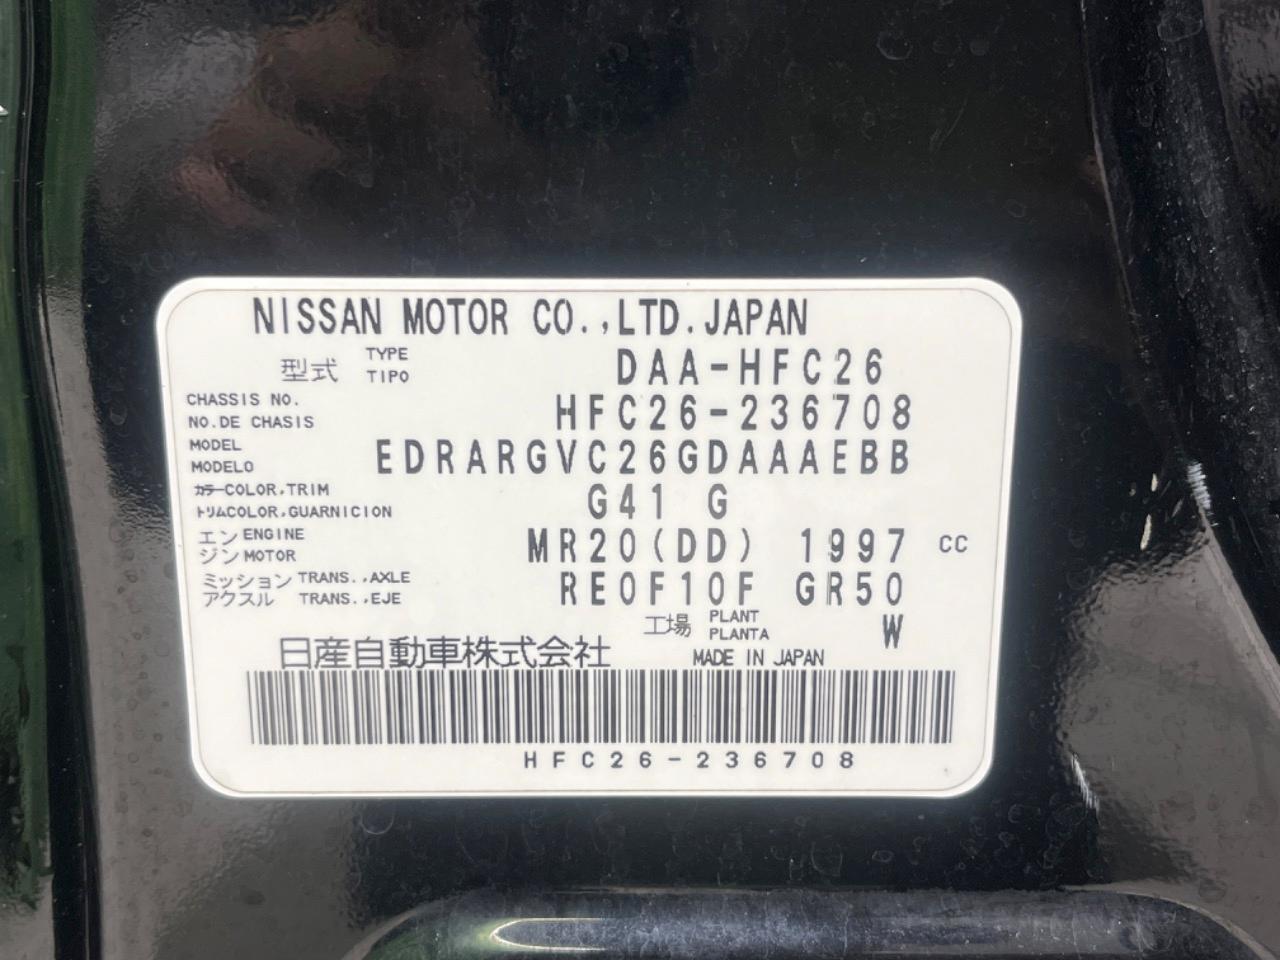 NISSAN MOTOR CO.,LTD.JAPAN
型式 TYPE TIPO DAA-HFC26
CHASSIS NO.
NO.DE CHASIS HFC26-236708
MODEL
MODELO EDRARGVC26GDAAAEBB
カラーCOLOR,TRIM
トリムCOLOR,GUARNICION G41 G
エンジン ENGINE MOTOR MR20(DD) 1997 CC
ミッション TRANS.,AXLE
アクスル TRANS.,EJE RE0F10F GR50
工場 PLANT PLANTA W
日産自動車株式会社 MADE IN JAPAN
HFC26-236708